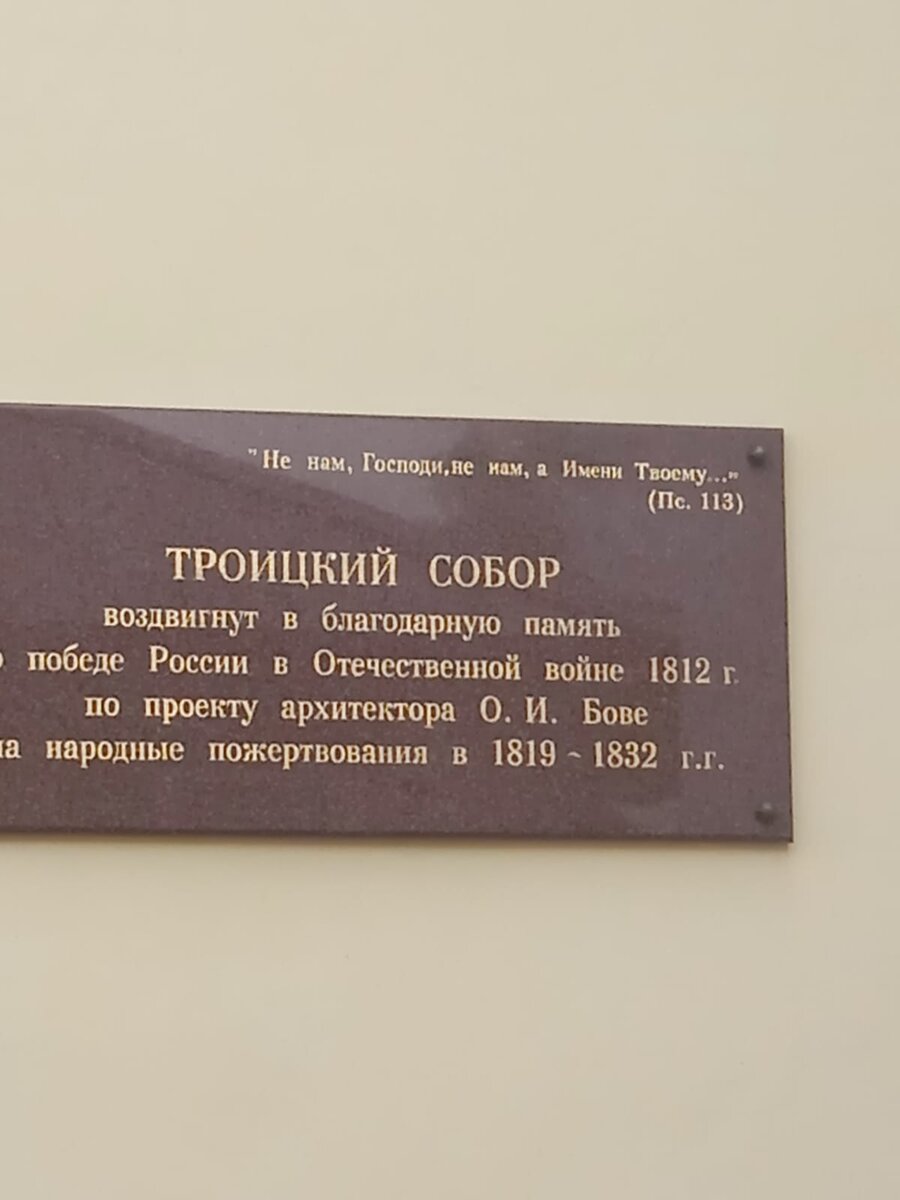 "Не нам, Господи,не нам, а Имени Твоему..."
(Пс. 113)
ТРОИЦКИЙ СОБОР
воздвигнут в благодарную память
о победе России в Отечественной войне 1812 г.
по проекту архитектора О. И. Бове
на народные пожертвования в 1819 - 1832 г.г.